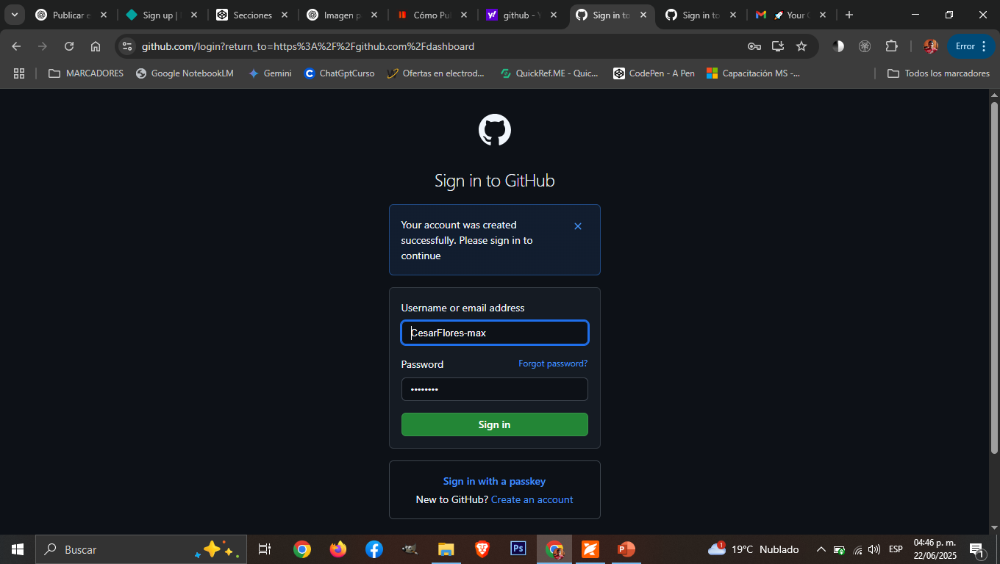 Publicar e
Sign up |
Secciones
Imagen p
Cómo Pu
github - Y
Sign in to
Sign in to
Your G
github.com/login?return_to=https%3A%2F%2Fgithub.com%2Fdashboard
Error
MARCADORES
Google NotebookLM
Gemini
ChatGptCurso
Ofertas en electrod...
QuickRef.ME - Quic...
CodePen - A Pen
Capacitación MS -...
Todos los marcadores
Sign in to GitHub
Your account was created
successfully. Please sign in to
continue
Username or email address
CesarFlores-max
Password
Forgot password?
••••••••
Sign in
Sign in with a passkey
New to GitHub? Create an account
Buscar
Ps
1
19°C Nublado
ESP
04:46 p. m.
22/06/2025
1